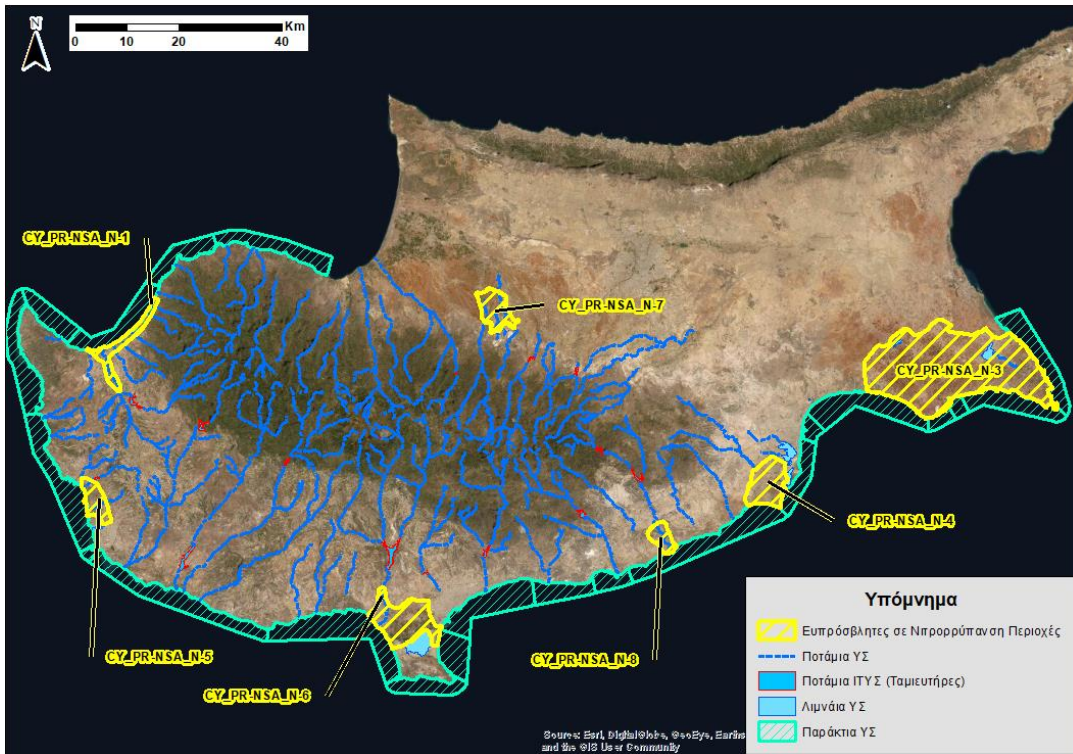 N
Km
0 10 20 40
CY_PR-NSA_N-1
CY_PR-NSA_N-7
CY_PR-NSA_N-3
CY_PR-NSA_N-4
CY_PR-NSA_N-5
CY_PR-NSA_N-6
CY_PR-NSA_N-8
Υπόμνημα
Ευπρόσβλητες σε Νιτρορρύπανση Περιοχές
Ποτάμια ΥΣ
Ποτάμια ΙΤΥΣ (Ταμιευτήρες)
Λιμναία ΥΣ
Παράκτια ΥΣ
Source: Esri, DigitalGlobe, GeoEye, Earths
and the GIS User Community